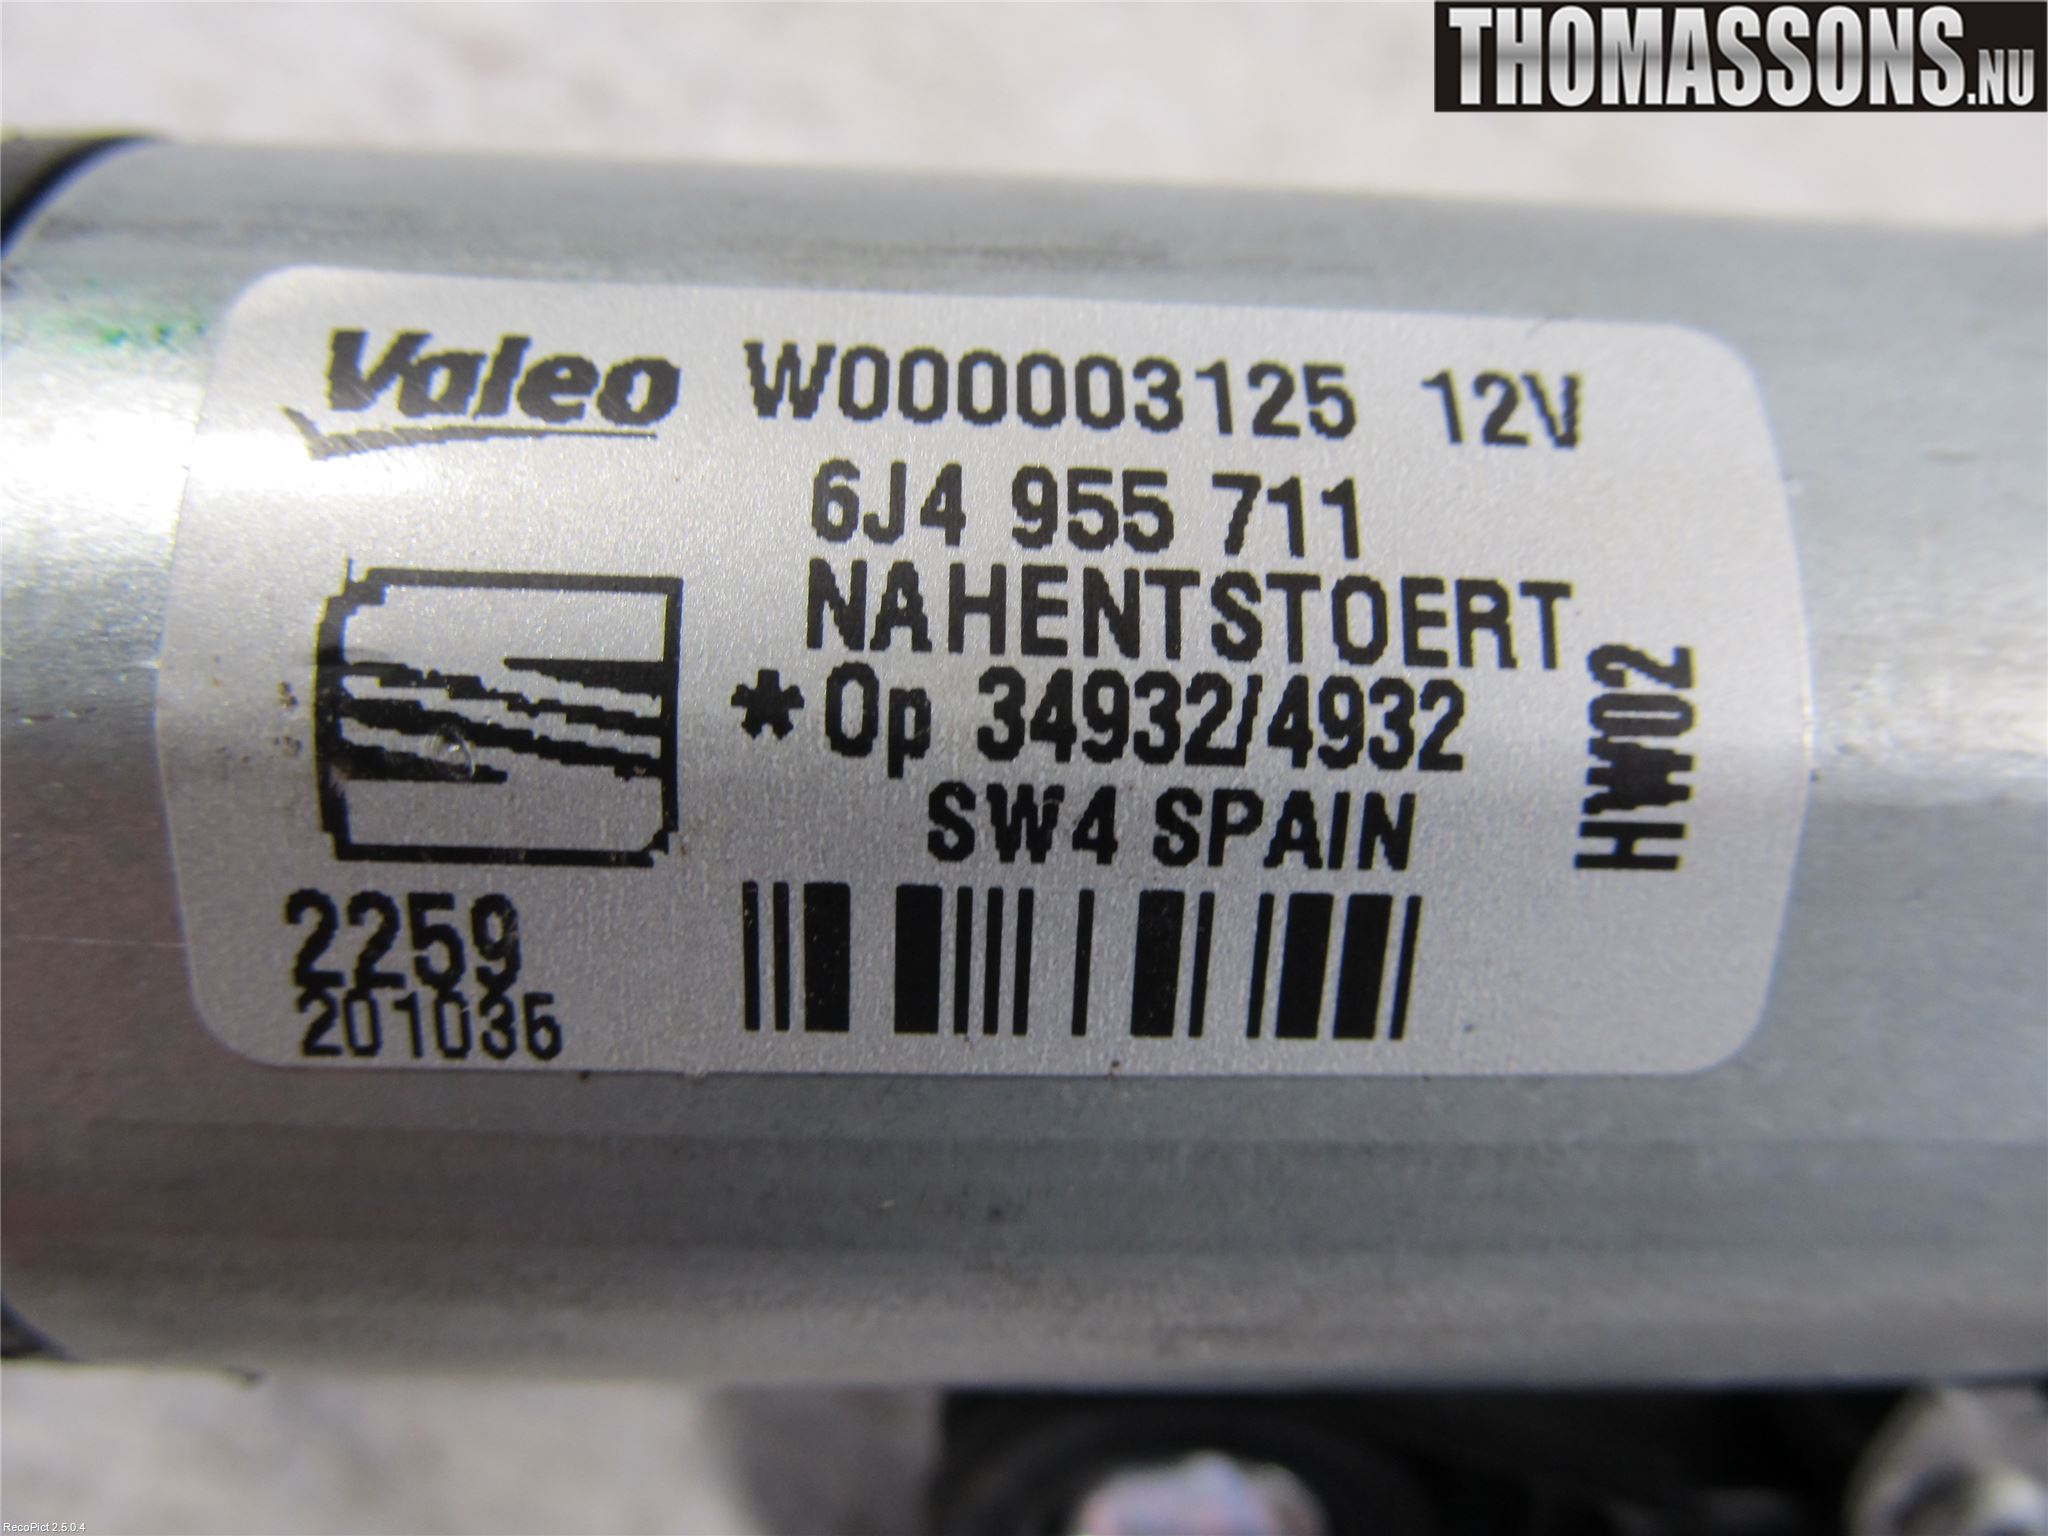 THOMASSONS.NU
Valeo W000003125 12V
6J4 955 711
NAHENTSTOERT
*Op 34932/4932
SW4 SPAIN
HW02
2259
201035
RecoPict 2.5.0.4